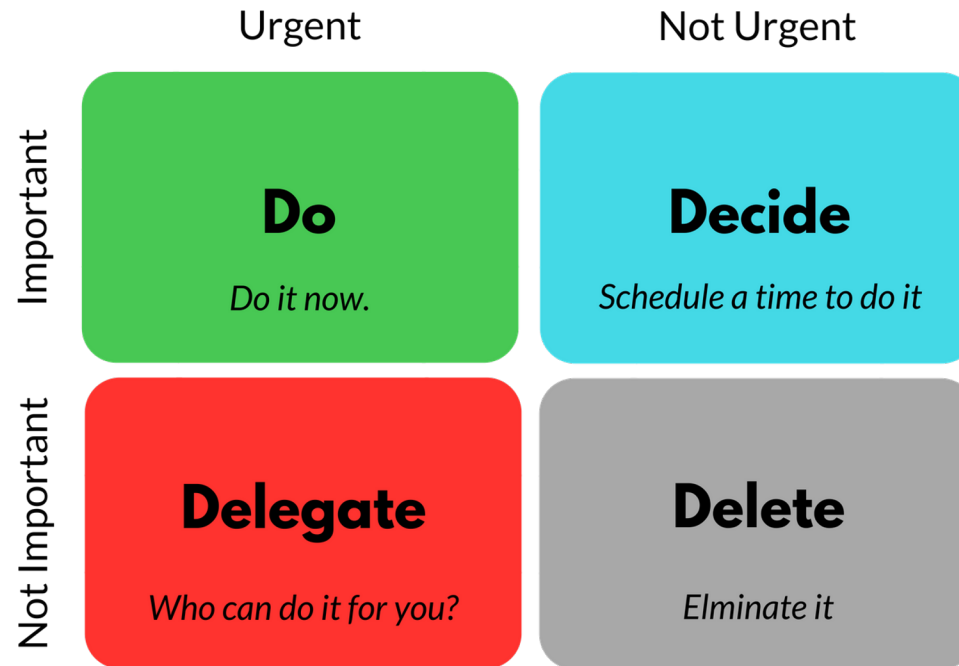 Urgent
Not Urgent
Important
Do
Do it now.
Decide
Schedule a time to do it
Not Important
Delegate
Who can do it for you?
Delete
Elminate it